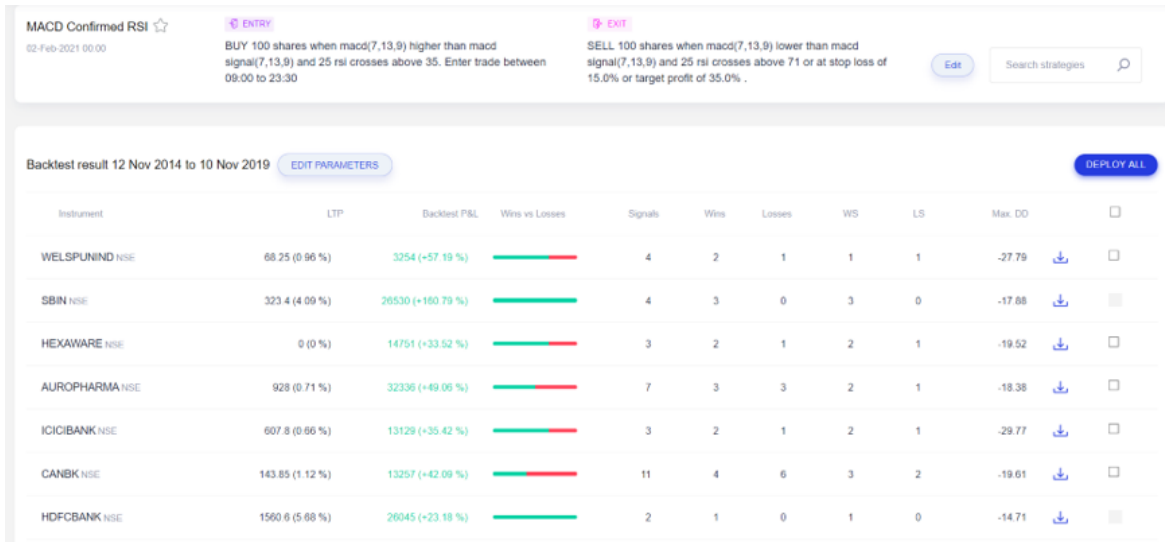 MACD Confirmed RSI
02-Feb-2021 00:00
ENTRY
BUY 100 shares when macd(7,13,9) higher than macd
signal(7,13,9) and 25 rsi crosses above 35. Enter trade between
09:00 to 23:30
EXIT
SELL 100 shares when macd(7,13,9) lower than macd
signal(7,13,9) and 25 rsi crosses above 71 or at stop loss of
15.0% or target profit of 35.0% .
Edit
Search strategies
Backtest result 12 Nov 2014 to 10 Nov 2019 EDIT PARAMETERS DEPLOY ALL
Instrument LTP Backtest P&L Wins vs Losses Signals Wins Losses WS LS Max. DD
WELSPUNIND NSE 68.25 (0.96 %) 3254 (+57.19 %) 4 2 1 1 1 -27.79
SBIN NSE 323.4 (4.09 %) 26530 (+160.79 %) 4 3 0 3 0 -17.88
HEXAWARE NSE 0 (0 %) 14751 (+33.52 %) 3 2 1 2 1 -19.52
AUROPHARMA NSE 928 (0.71 %) 32336 (+49.06 %) 7 3 3 2 1 -18.38
ICICIBANK NSE 607.8 (0.66 %) 13129 (+35.42 %) 3 2 1 2 1 -29.77
CANBK NSE 143.85 (1.12 %) 13257 (+42.09 %) 11 4 6 3 2 -19.61
HDFCBANK NSE 1560.6 (5.68 %) 26045 (+23.18 %) 2 1 0 1 0 -14.71